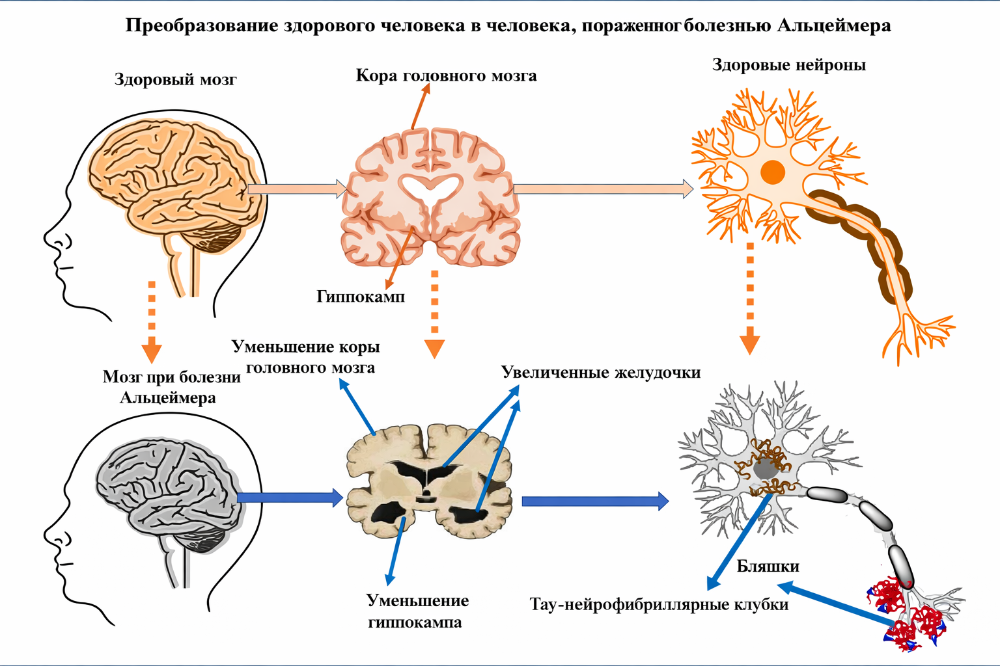 Преобразование здорового человека в человека, пораженног болезнью Альцеймера
Здоровый мозг
Кора головного мозга
Здоровые нейроны
Гиппокамп
Уменьшение коры
головного мозга
Мозг при болезни
Альцеймера
Увеличенные желудочки
Бляшки
Тау-нейрофибриллярные клубки
Уменьшение
гиппокампа